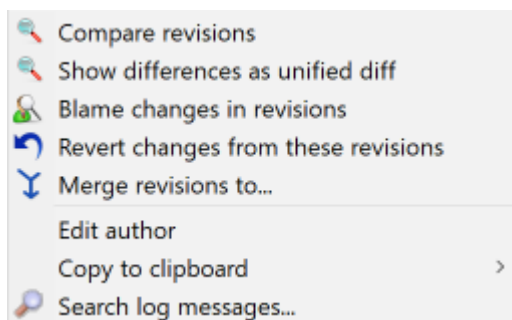 Compare revisions
Show differences as unified diff
Blame changes in revisions
Revert changes from these revisions
Merge revisions to...
Edit author
Copy to clipboard
Search log messages...